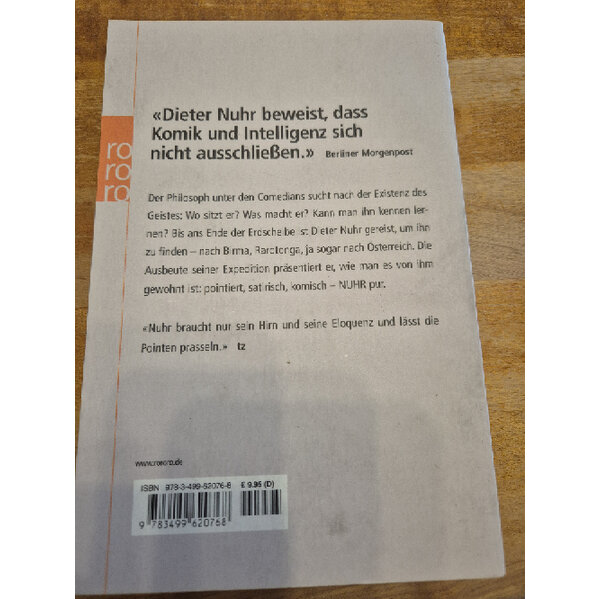 «Dieter Nuhr beweist, dass
Komik und Intelligenz sich
nicht ausschließen.» Berliner Morgenpost
ro
ro
ro
Der Philosoph unter den Comedians sucht nach der Existenz des
Geistes: Wo sitzt er? Was macht er? Kann man ihn kennen ler-
nen? Bis ans Ende der Erdscheibe ist Dieter Nuhr gereist, um ihn
zu finden – nach Birma, Rarotonga, ja sogar nach Österreich. Die
Ausbeute seiner Expedition präsentiert er, wie man es von ihm
gewohnt ist: pointiert, satirisch, komisch – NUHR pur.
«Nuhr braucht nur sein Hirn und seine Eloquenz und lässt die
Pointen prasseln.» tz
www.rororo.de
ISBN 978-3-499-62076-8 € 9.95 (D)
9 783499 620768